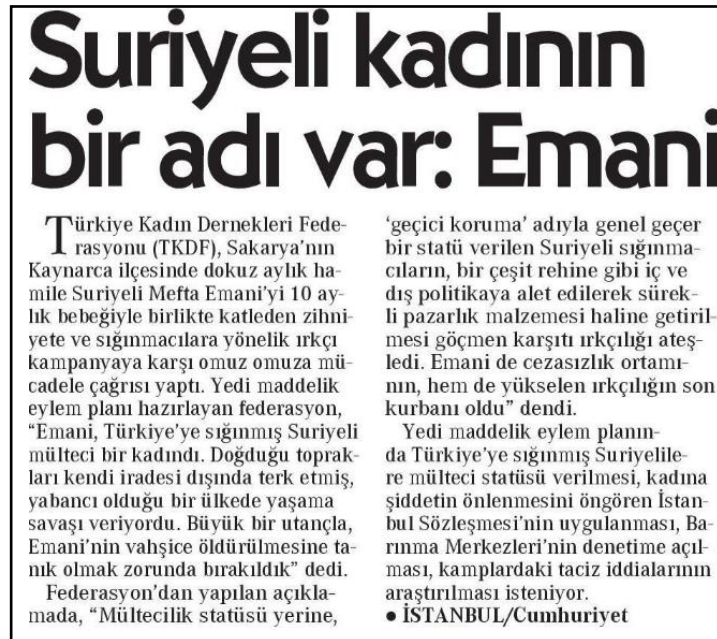 Suriyeli kadının
bir adı var: Emani
Türkiye Kadın Dernekleri Fede-
rasyonu (TKDF), Sakarya'nın
Kaynarca ilçesinde dokuz aylık ha-
mile Suriyeli Mefta Emani'yi 10 ay-
lık bebeğiyle birlikte katleden zihni-
yete ve sığınmacılara yönelik ırkçı
kampanyaya karşı omuz omuza mü-
cadele çağrısı yaptı. Yedi maddelik
eylem planı hazırlayan federasyon,
“Emani, Türkiye'ye sığınmış Suriyeli
mülteci bir kadındı. Doğduğu toprak-
ları kendi iradesi dışında terk etmiş,
yabancı olduğu bir ülkede yaşama
savaşı veriyordu. Büyük bir utançla,
Emani'nin vahşice öldürülmesine ta-
nık olmak zorunda bırakıldık” dedi.
Federasyon'dan yapılan açıkla-
mada, “Mültecilik statüsü yerine,
‘geçici koruma’ adıyla genel geçer
bir statü verilen Suriyeli sığınma-
cıların, bir çeşit rehine gibi iç ve
dış politikaya alet edilerek sürek-
li pazarlık malzemesi haline getiril-
mesi göçmen karşıtı ırkçılığı ateş-
ledi. Emani de cezasızlık ortamı-
nın, hem de yükselen ırkçılığın son
kurbanı oldu” dendi.
Yedi maddelik eylem planın-
da Türkiye'ye sığınmış Suriyelile-
re mülteci statüsü verilmesi, kadına
şiddetin önlenmesini öngören İstan-
bul Sözleşmesi'nin uygulanması, Ba-
rınma Merkezleri'nin denetime açıl-
ması, kamplardaki taciz iddialarının
araştırılması isteniyor.
● İSTANBUL/Cumhuriyet